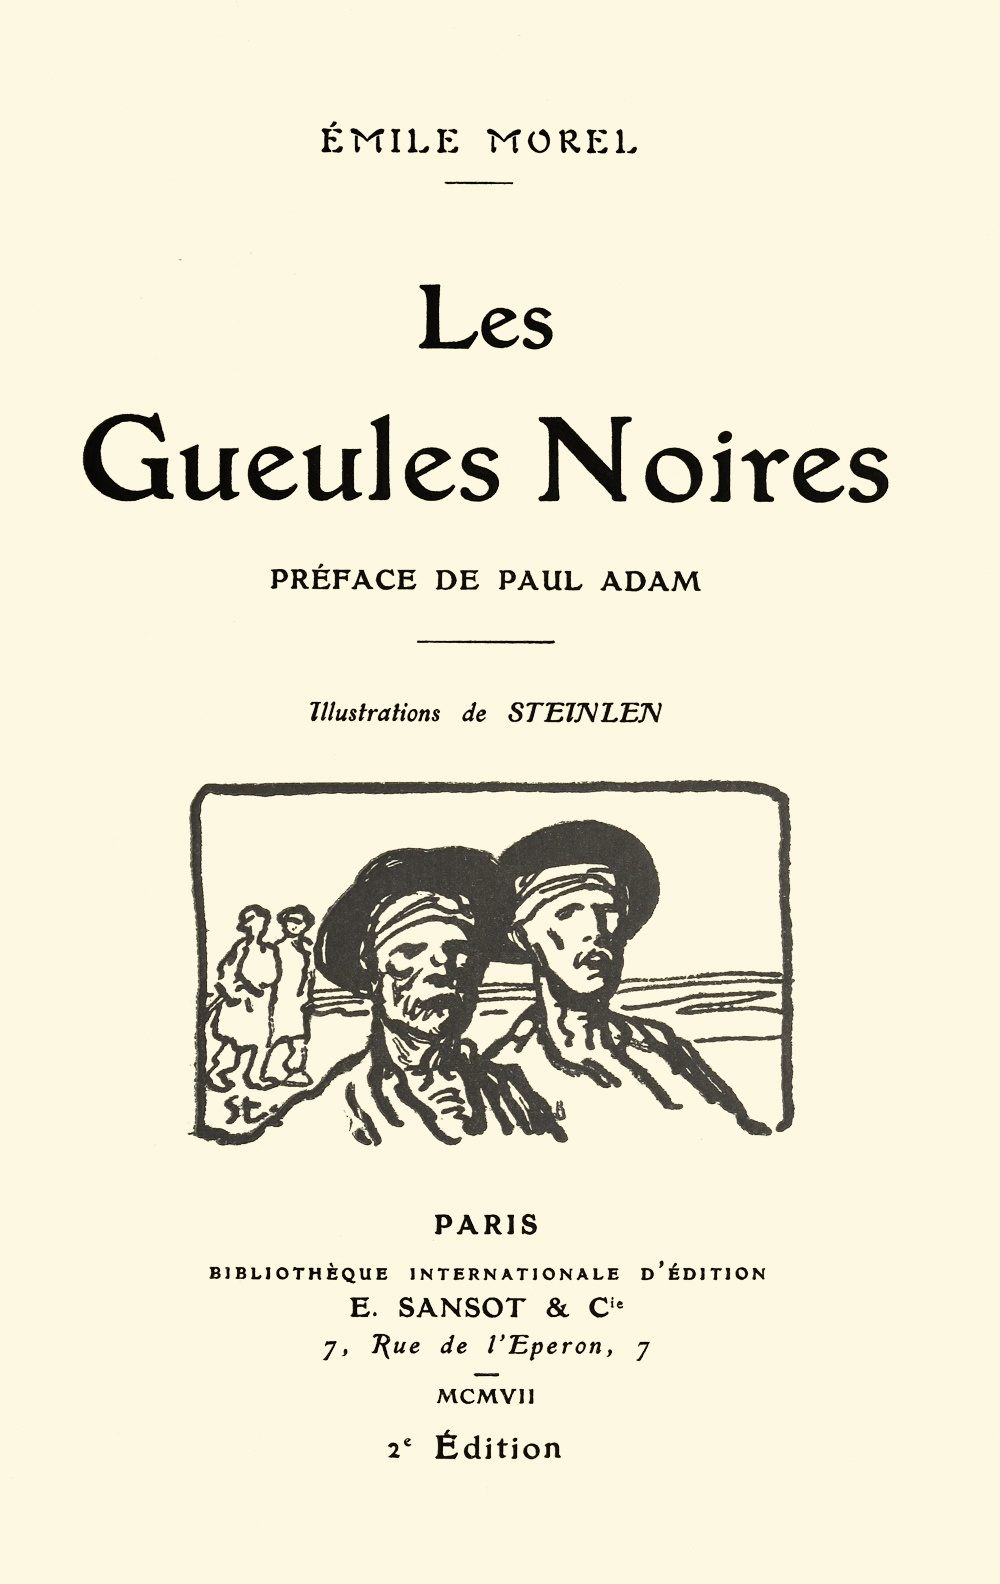 ÉMILE MOREL
Les
Gueules Noires
PRÉFACE DE PAUL ADAM
Illustrations de STEINLEN
St.
PARIS
BIBLIOTHÈQUE INTERNATIONALE D'ÉDITION
E. SANSOT & Cie
7, Rue de l'Eperon, 7
MCMVII
2e Édition